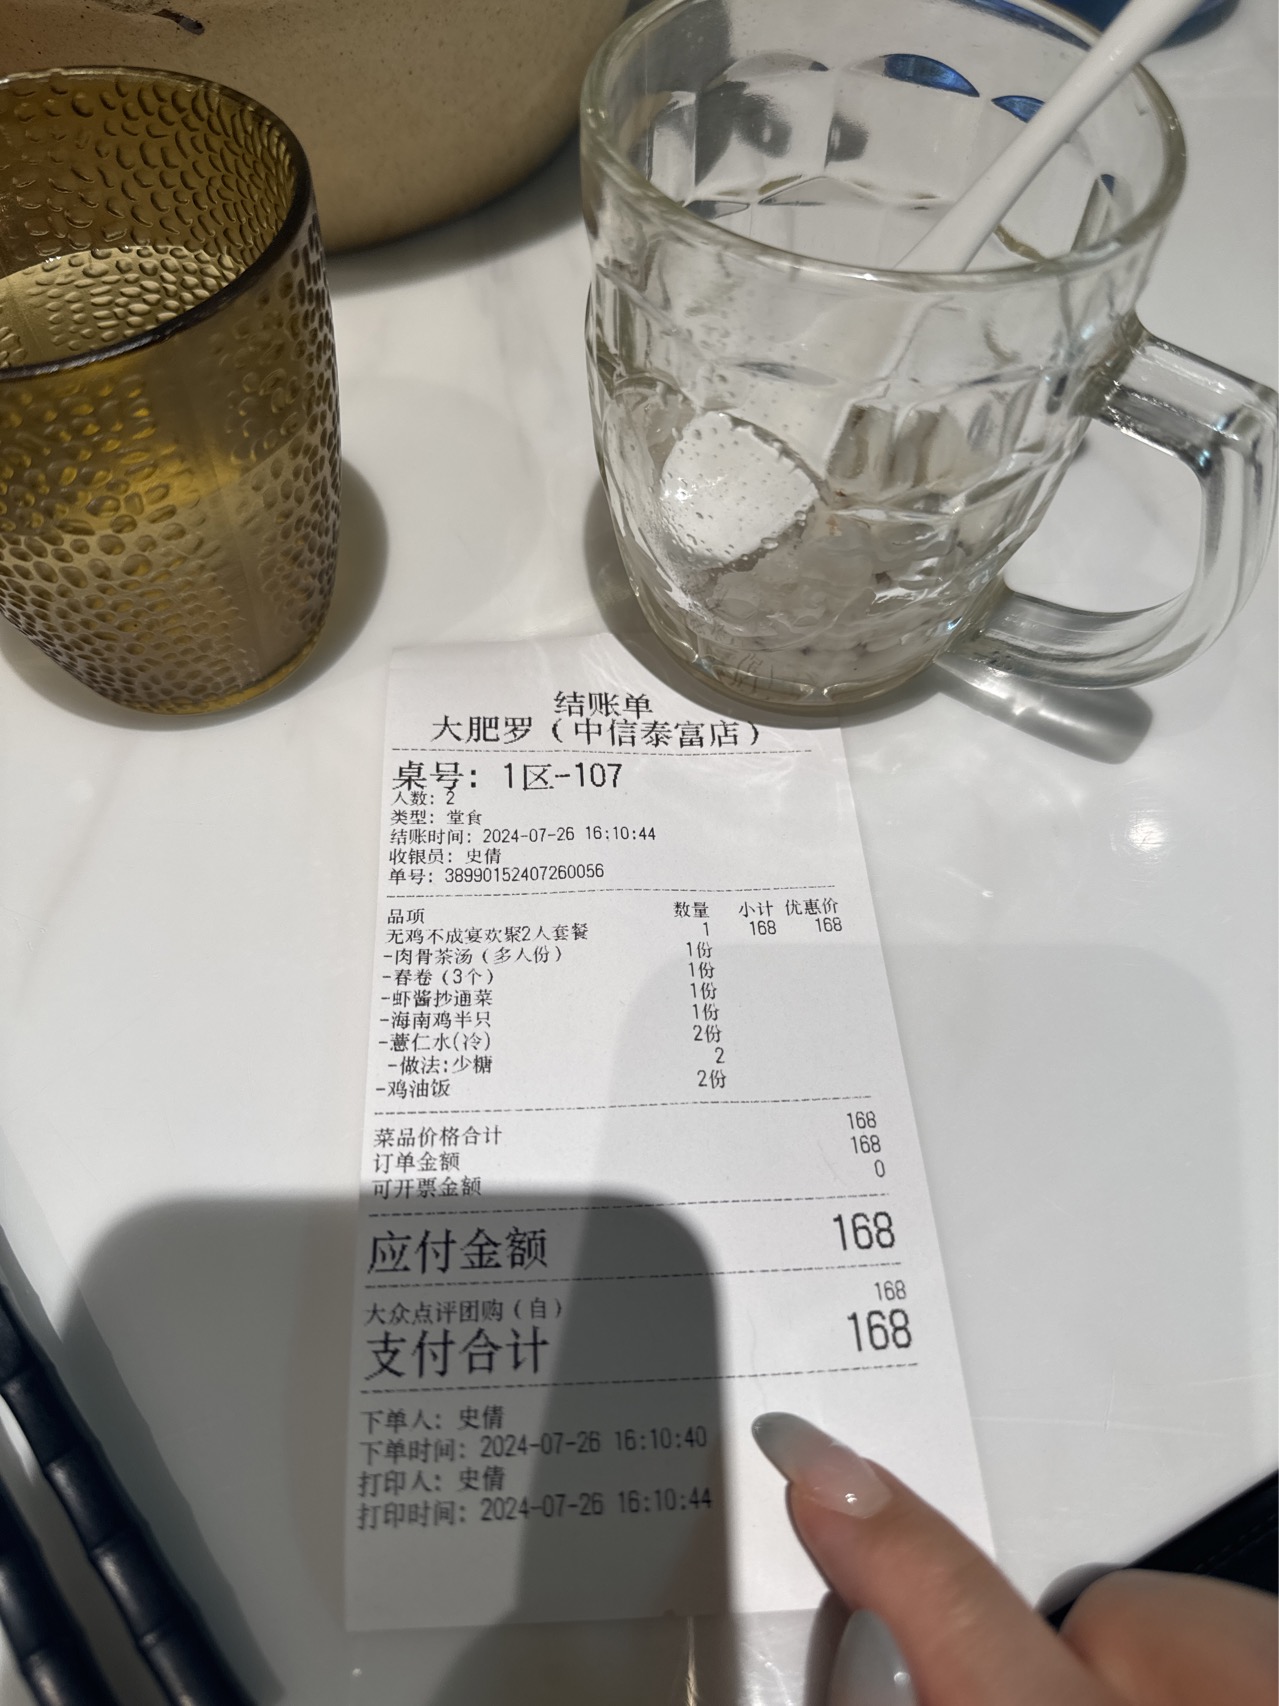 结账单
大肥罗（中信泰富店）
桌号：1区-107
人数：2
类型：堂食
结账时间：2024-07-26 16:10:44
收银员：史倩
单号：38990152407260056
品项 数量 小计 优惠价
无鸡不成宴欢聚2人套餐 1 168 168
-肉骨茶汤（多人份） 1份
-春卷（3个） 1份
-虾酱抄通菜 1份
-海南鸡半只 1份
-薏仁水(冷) 2份
-做法:少糖 2
-鸡油饭 2份
菜品价格合计 168
订单金额 168
可开票金额 0
应付金额 168
大众点评团购（自） 168
支付合计 168
下单人：史倩
下单时间：2024-07-26 16:10:40
打印人：史倩
打印时间：2024-07-26 16:10:44